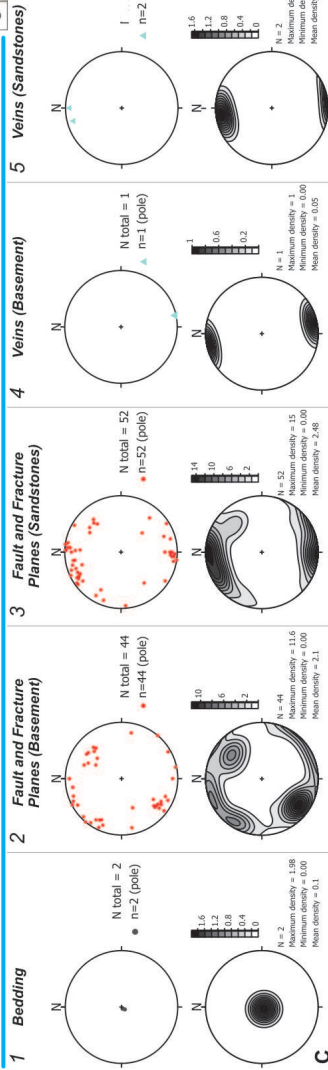 1 Bedding
N
N total = 2
n=2 (pole)
1.6
1.2
0.8
0.4
0
N = 2
Maximum density = 1.98
Minimum density = 0.00
Mean density = 0.1
C
2 Fault and Fracture
Planes (Basement)
N
N total = 44
n=44 (pole)
10
6
2
N = 44
Maximum density = 11.6
Minimum density = 0.00
Mean density = 2.1
3 Fault and Fracture
Planes (Sandstones)
N
N total = 52
n=52 (pole)
14
10
6
2
N = 52
Maximum density = 15
Minimum density = 0.00
Mean density = 2.48
4 Veins (Basement)
N
N total = 1
n=1 (pole)
1
0.6
0.2
N = 1
Maximum density = 1
Minimum density = 0.00
Mean density = 0.05
5 Veins (Sandstones)
N
n=2
1.6
1.2
0.8
0.4
0
N = 2
Maximum de
Minimum de
Mean densi